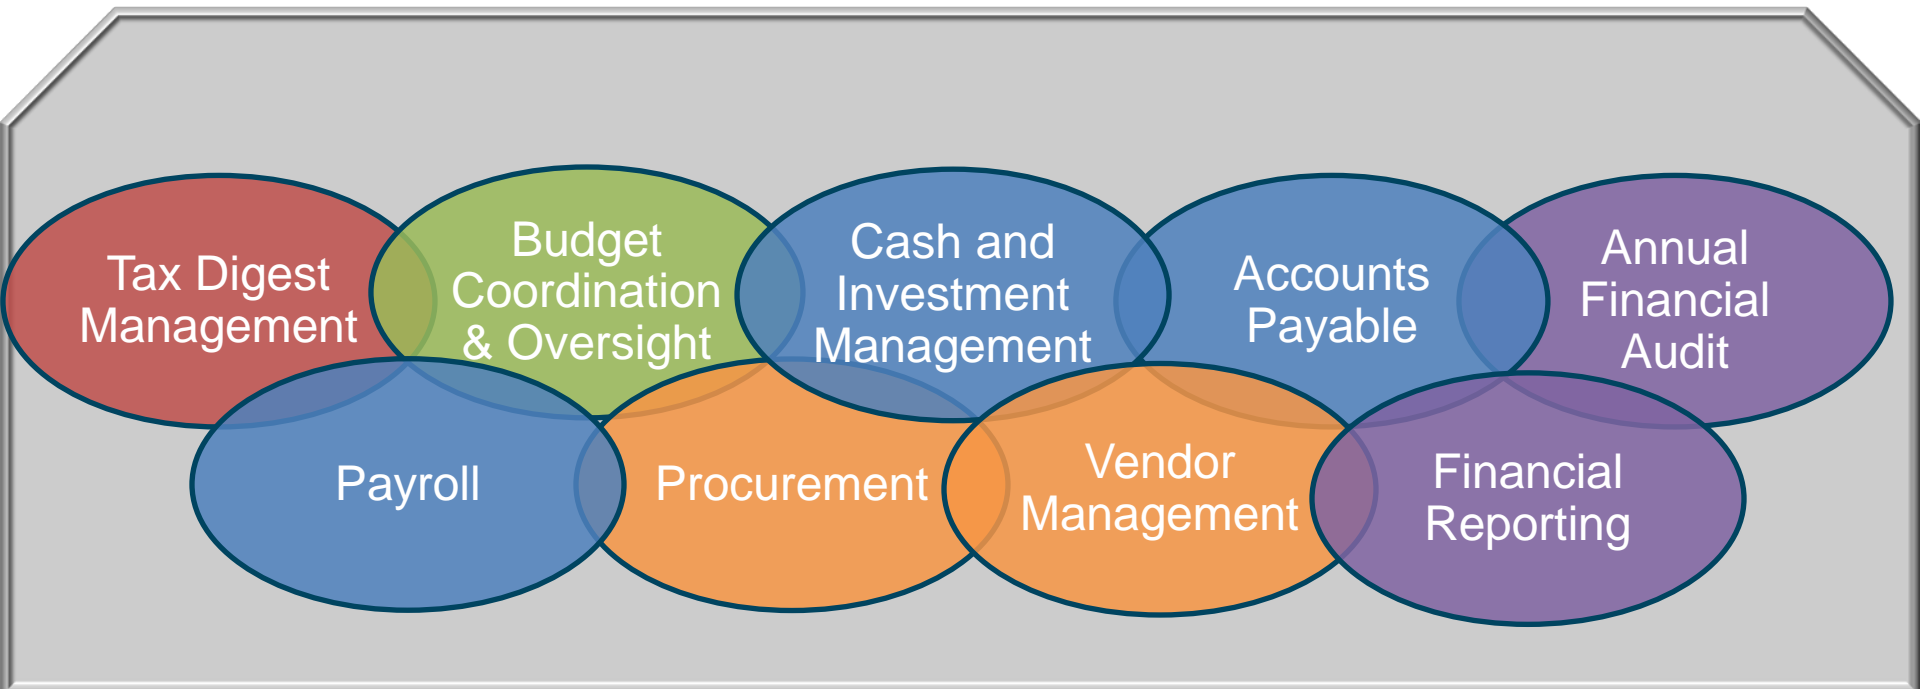 Tax Digest
Management
Budget
Coordination
& Oversight
Cash and
Investment
Management
Accounts
Payable
Annual
Financial
Audit
Payroll
Procurement
Vendor
Management
Financial
Reporting